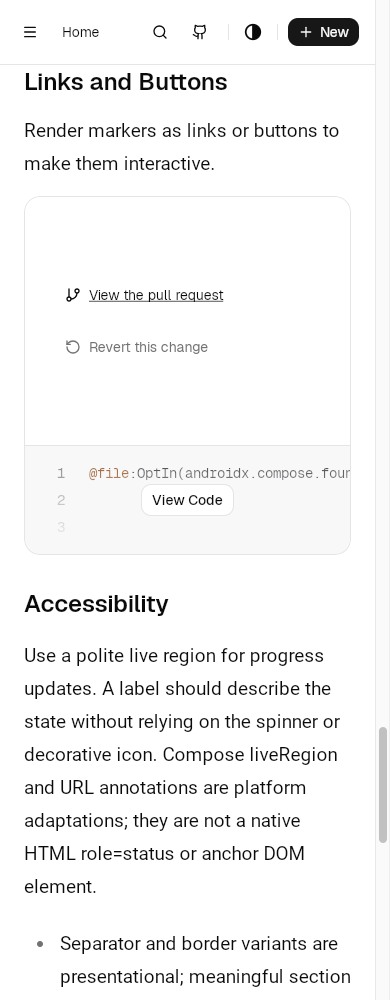 Home
New
Links and Buttons
Render markers as links or buttons to
make them interactive.
View the pull request
Revert this change
1 @file:OptIn(androidx.compose.four
2
View Code
3
Accessibility
Use a polite live region for progress
updates. A label should describe the
state without relying on the spinner or
decorative icon. Compose liveRegion
and URL annotations are platform
adaptations; they are not a native
HTML role=status or anchor DOM
element.
Separator and border variants are
presentational; meaningful section